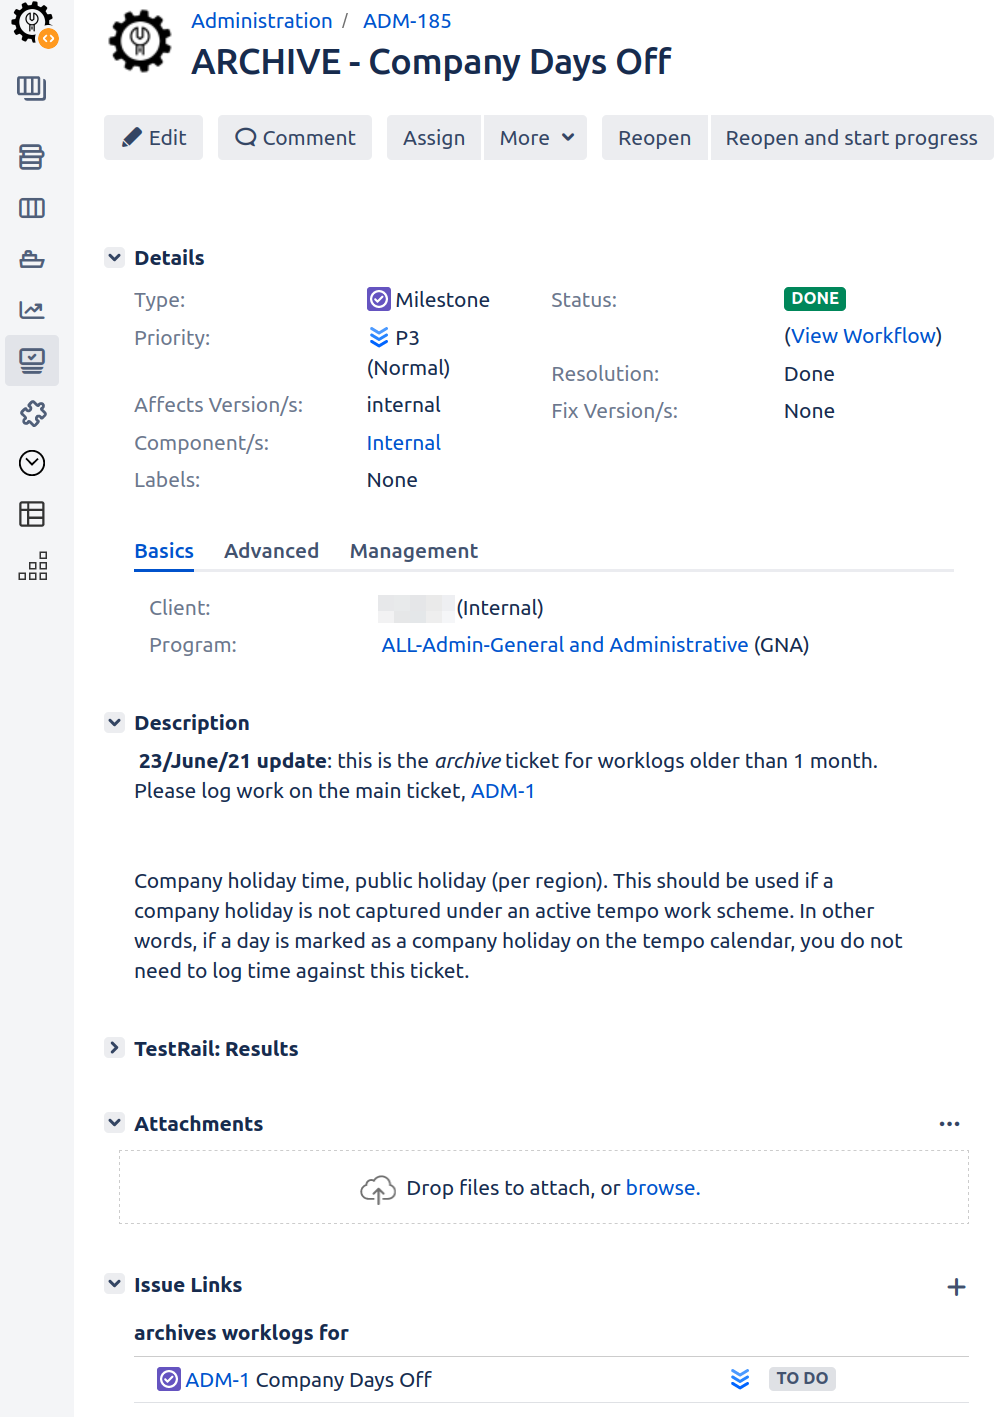 Administration / ADM-185
ARCHIVE - Company Days Off
Edit Comment Assign More Reopen Reopen and start progress
Details
Type: Milestone Status: DONE
(View Workflow)
Priority: P3
(Normal)
Resolution: Done
Affects Version/s: internal Fix Version/s: None
Component/s: Internal
Labels: None
Basics Advanced Management
Client: (Internal)
Program: ALL-Admin-General and Administrative (GNA)
Description
23/June/21 update: this is the archive ticket for worklogs older than 1 month.
Please log work on the main ticket, ADM-1
Company holiday time, public holiday (per region). This should be used if a
company holiday is not captured under an active tempo work scheme. In other
words, if a day is marked as a company holiday on the tempo calendar, you do not
need to log time against this ticket.
TestRail: Results
Attachments
Drop files to attach, or browse.
Issue Links
archives worklogs for
ADM-1 Company Days Off TO DO